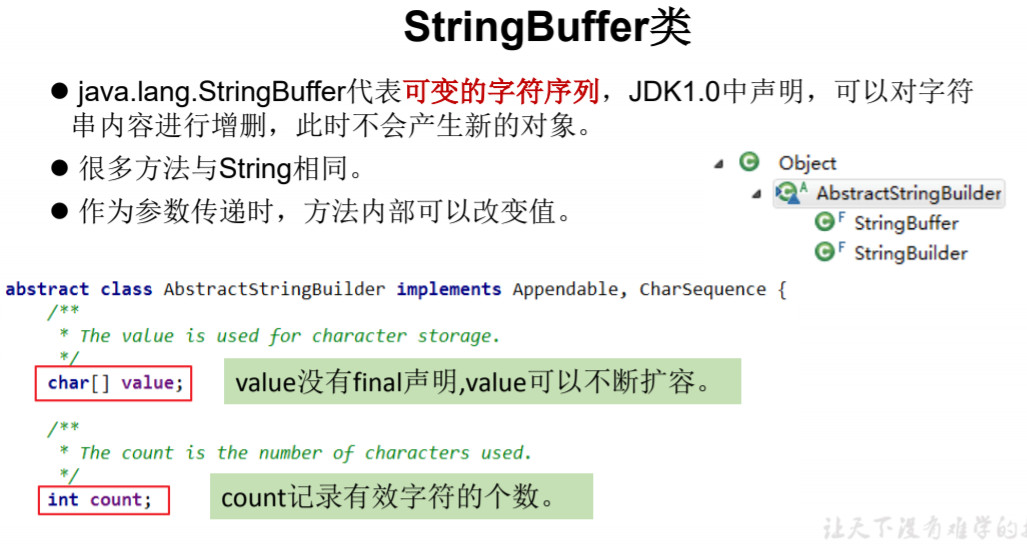 StringBuffer类
● java.lang.StringBuffer代表可变的字符序列，JDK1.0中声明，可以对字符
串内容进行增删，此时不会产生新的对象。
● 很多方法与String相同。
● 作为参数传递时，方法内部可以改变值。
Object
AbstractStringBuilder
StringBuffer
StringBuilder
abstract class AbstractStringBuilder implements Appendable, CharSequence {
/**
* The value is used for character storage.
*/
char[] value;
value没有final声明,value可以不断扩容。
/**
* The count is the number of characters used.
*/
int count;
count记录有效字符的个数。
让天下没有难学的